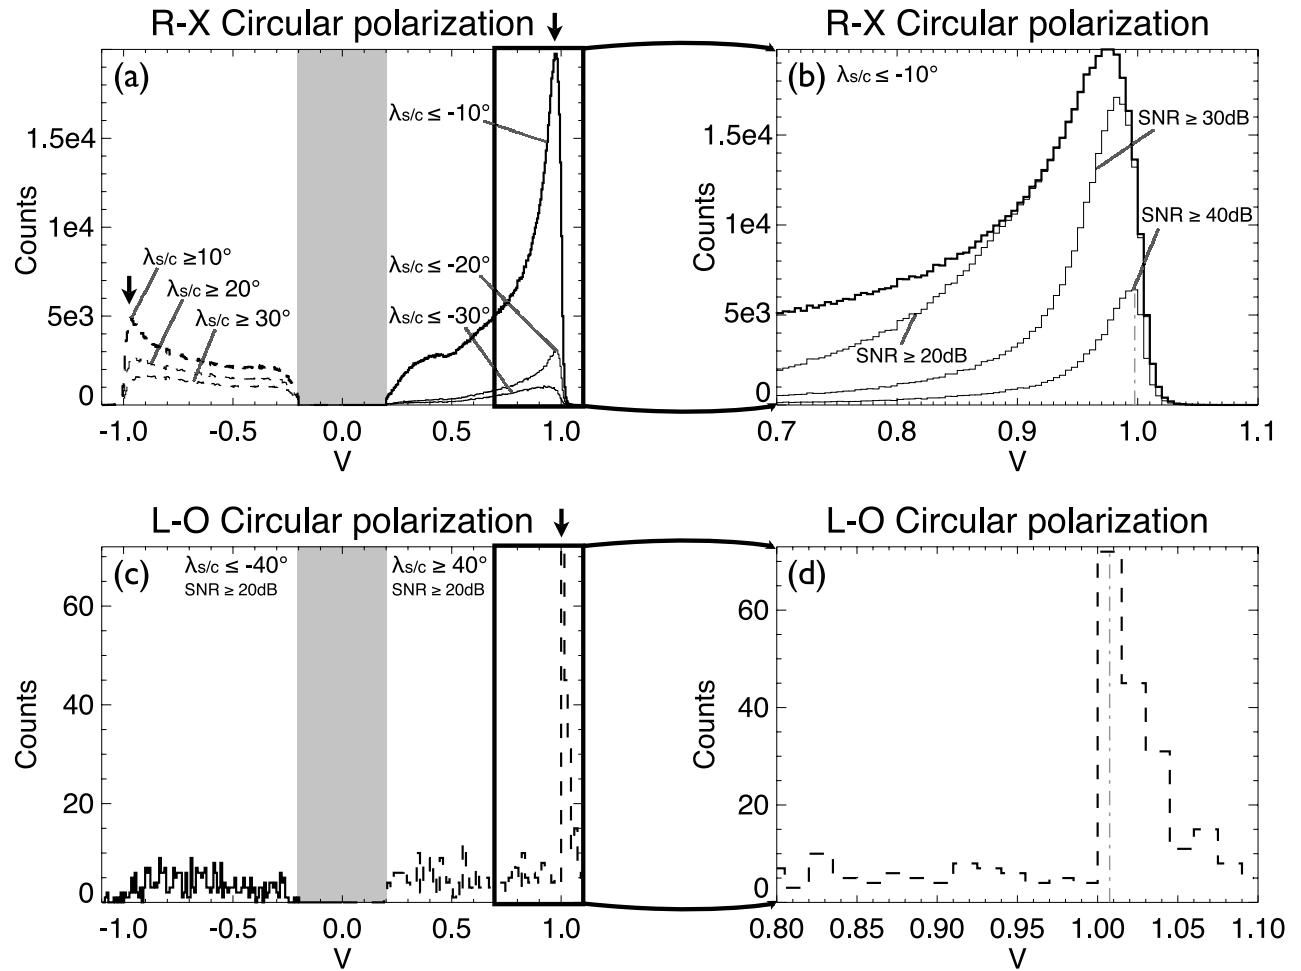 R-X Circular polarization
(a)
λs/c ≤ -10°
λs/c ≥10°
λs/c ≥ 20°
λs/c ≥ 30°
λs/c ≤ -20°
λs/c ≤ -30°
Counts
1.5e4
1e4
5e3
0
-1.0 -0.5 0.0 0.5 1.0
V
R-X Circular polarization
(b) λs/c ≤ -10°
SNR ≥ 30dB
SNR ≥ 40dB
SNR ≥ 20dB
Counts
1.5e4
1e4
5e3
0
0.7 0.8 0.9 1.0 1.1
V
L-O Circular polarization
(c)
λs/c ≤ -40°
SNR ≥ 20dB
λs/c ≥ 40°
SNR ≥ 20dB
Counts
60
40
20
0
-1.0 -0.5 0.0 0.5 1.0
V
L-O Circular polarization
(d)
Counts
60
40
20
0
0.80 0.85 0.90 0.95 1.00 1.05 1.10
V